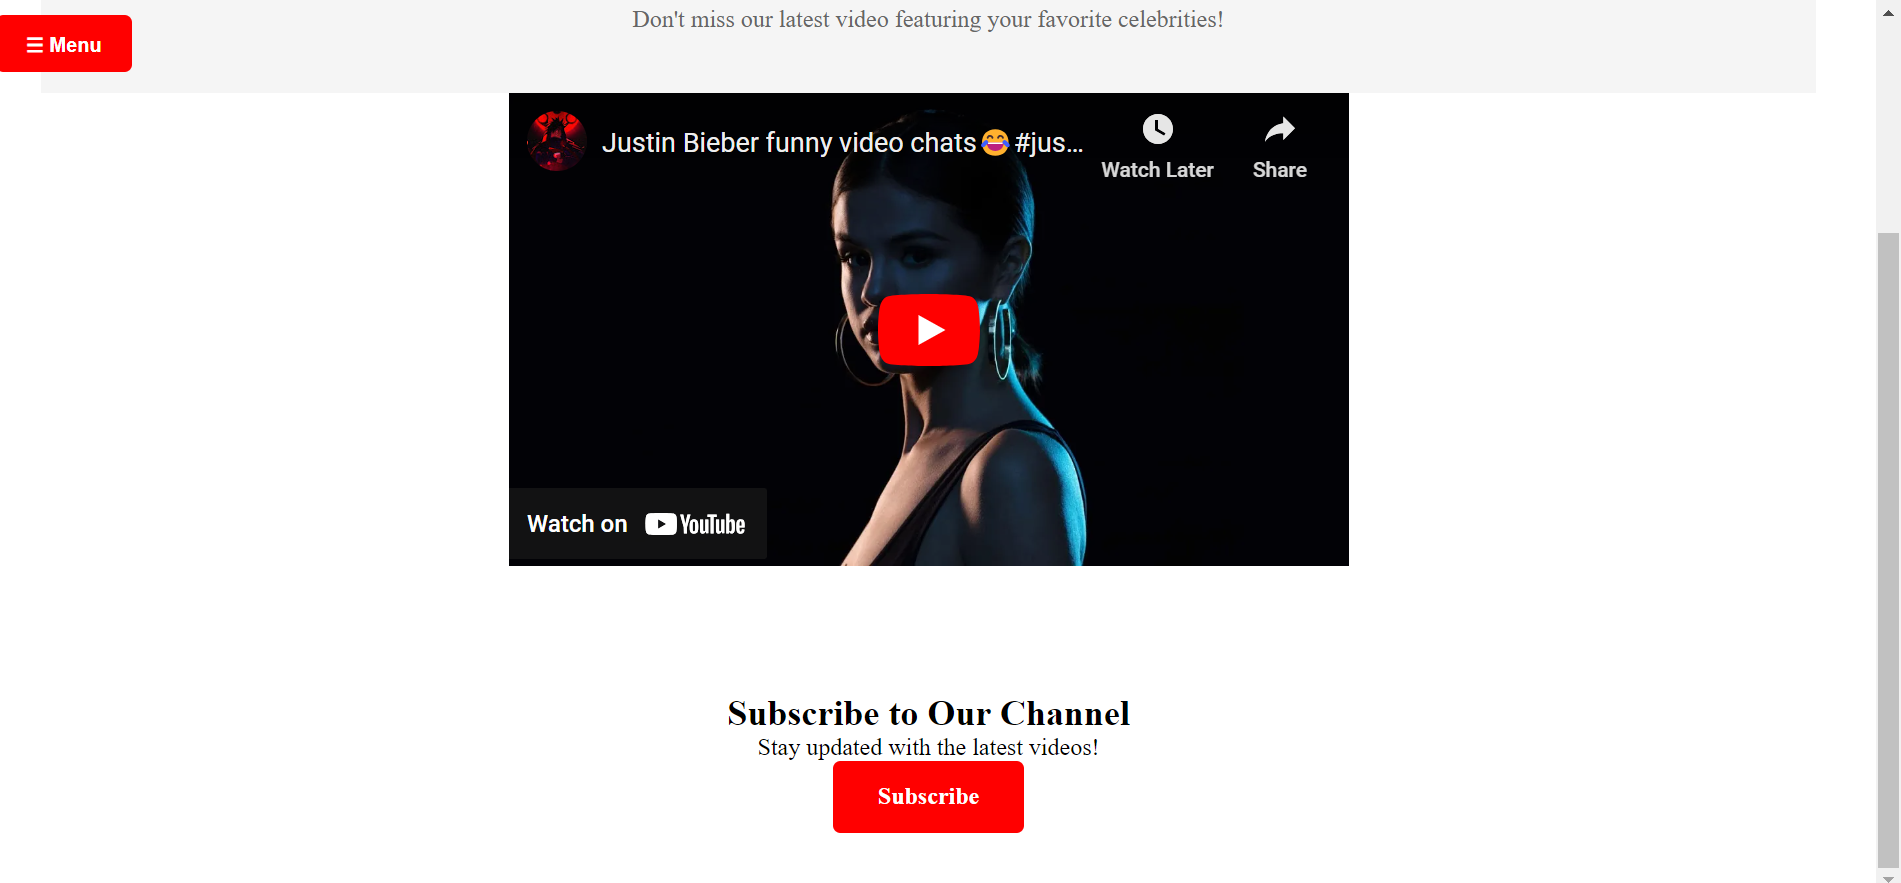 Don't miss our latest video featuring your favorite celebrities!
☰ Menu
Justin Bieber funny video chats😂#jus...
Watch Later
Share
Watch on YouTube
Subscribe to Our Channel
Stay updated with the latest videos!
Subscribe